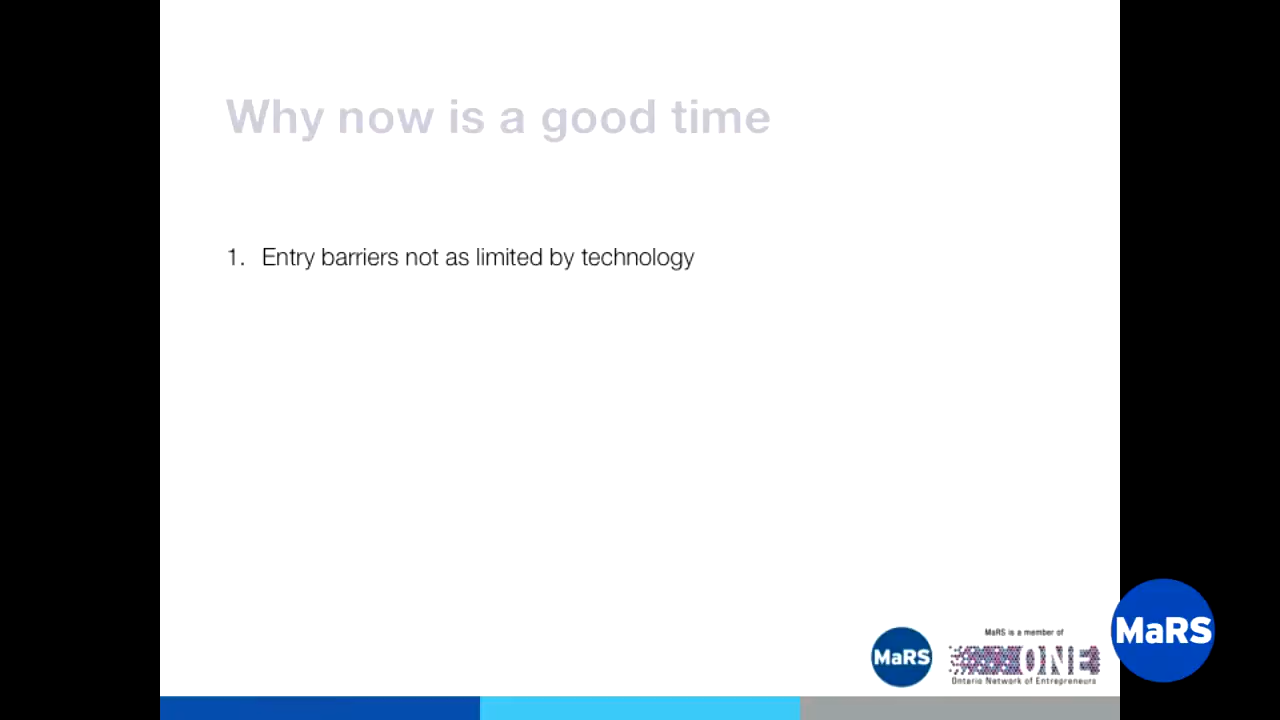 Why now is a good time
1. Entry barriers not as limited by technology
MaRS is a member of
MaRS
ONE
Ontario Network of Entrepreneurs
MaRS